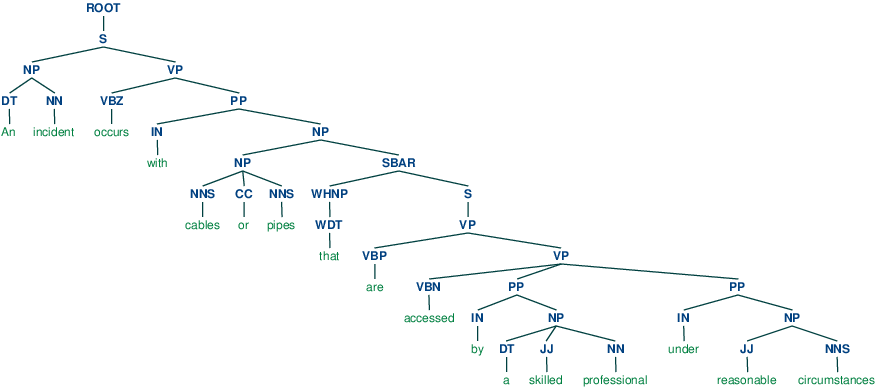 ROOT
S
NP VP
DT NN VBZ PP
An incident occurs IN NP
with NP SBAR
NNS CC NNS WHNP S
cables or pipes WDT VP
that VBP VP
are VBN PP PP
accessed IN NP IN NP
by DT JJ NN under JJ NNS
a skilled professional reasonable circumstances